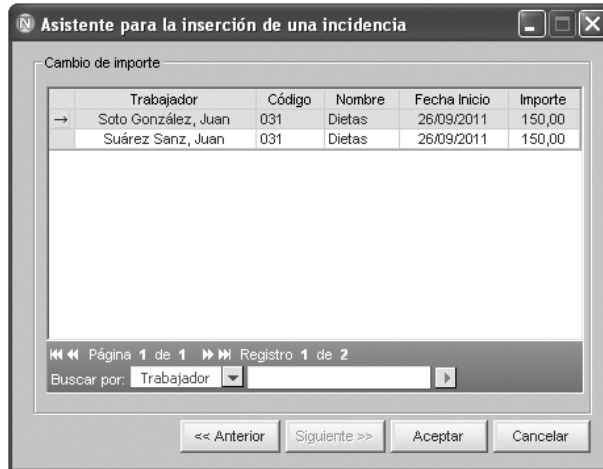 Asistente para la inserción de una incidencia
Cambio de importe
Trabajador Código Nombre Fecha Inicio Importe
→ Soto González, Juan 031 Dietas 26/09/2011 150,00
Suárez Sanz, Juan 031 Dietas 26/09/2011 150,00
Página 1 de 1 Registro 1 de 2
Buscar por: Trabajador
<< Anterior Siguiente >> Aceptar Cancelar